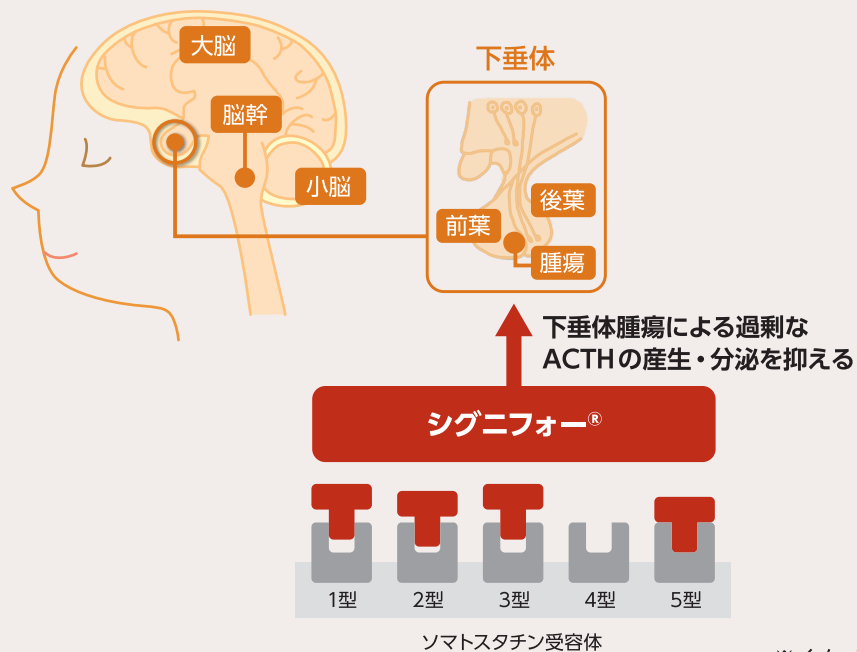 大脳
脳幹
小脳
下垂体
前葉
後葉
腫瘍
下垂体腫瘍による過剰な
ACTHの産生・分泌を抑える
シグニフォー®
1型 2型 3型 4型 5型
ソマトスタチン受容体